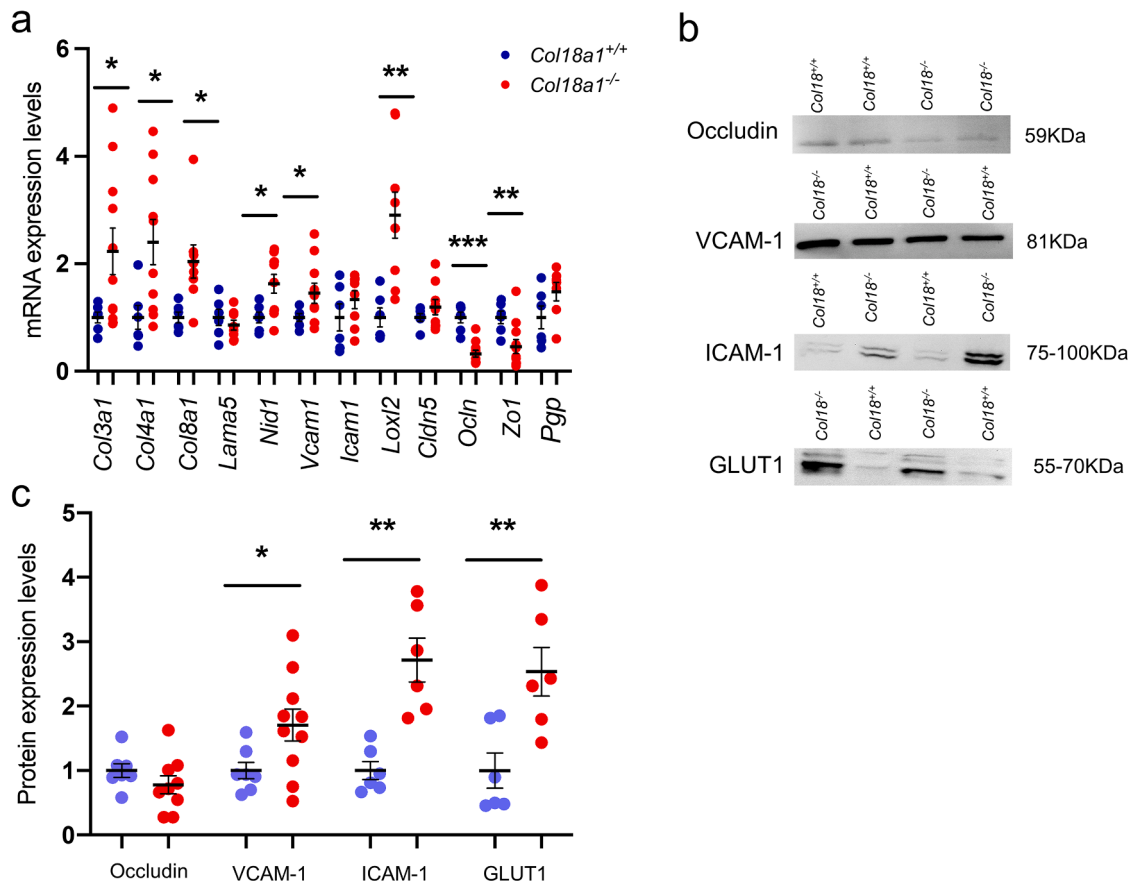 a
mRNA expression levels
6
4
2
0
Col18a1+/+
Col18a1-/-
* * * * * ** *** **
Col3a1 Col4a1 Col8a1 Lama5 Nid1 Vcam1 Icam1 Loxl2 Cldn5 Ocln Zo1 Pgp
b
Col18+/+ Col18+/+ Col18-/- Col18-/-
Occludin 59KDa
Col18-/- Col18+/+ Col18-/- Col18+/+
VCAM-1 81KDa
Col18+/+ Col18-/- Col18+/+ Col18-/-
ICAM-1 75-100KDa
Col18-/- Col18+/+ Col18-/- Col18+/+
GLUT1 55-70KDa
c
Protein expression levels
5
4
3
2
1
0
* ** **
Occludin VCAM-1 ICAM-1 GLUT1